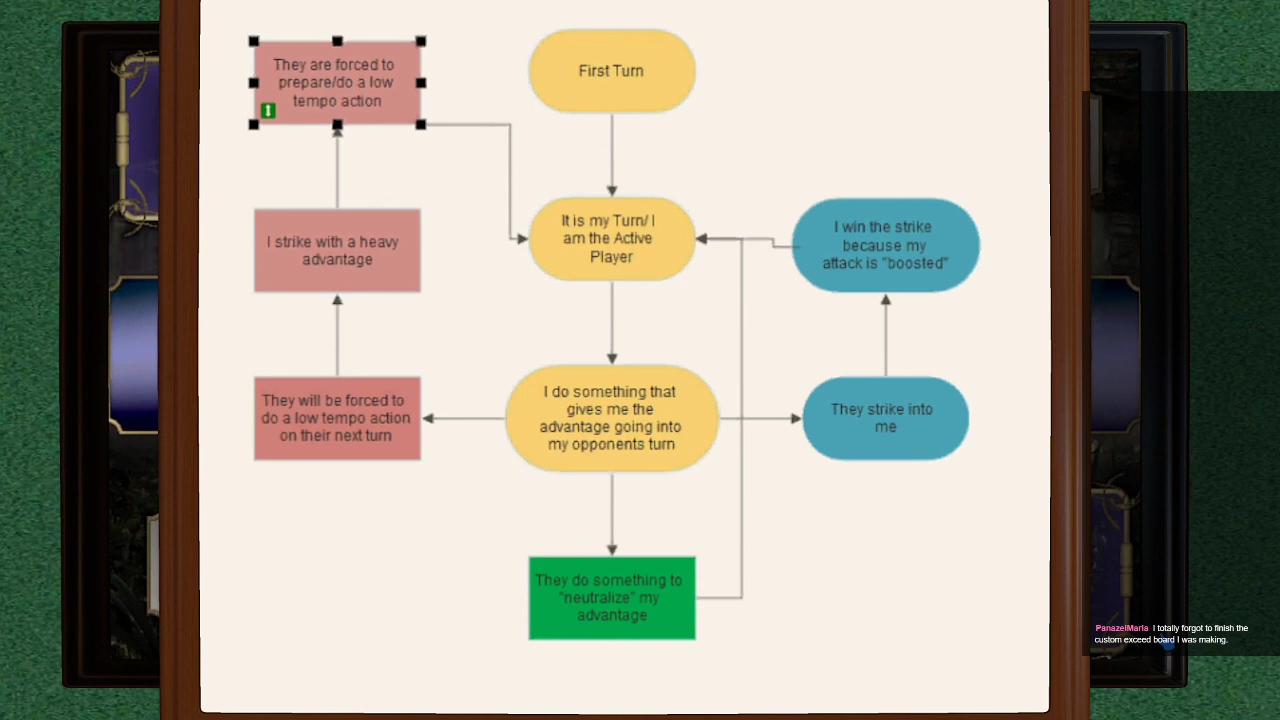 They are forced to
prepare/do a low
tempo action
First Turn
It is my Turn/ I
am the Active
Player
I win the strike
because my
attack is "boosted"
I strike with a heavy
advantage
They will be forced to
do a low tempo action
on their next turn
I do something that
gives me the
advantage going into
my opponents turn
They strike into
me
They do something to
"neutralize" my
advantage
PanazelMaria I totally forgot to finish the
custom exceed board I was making.